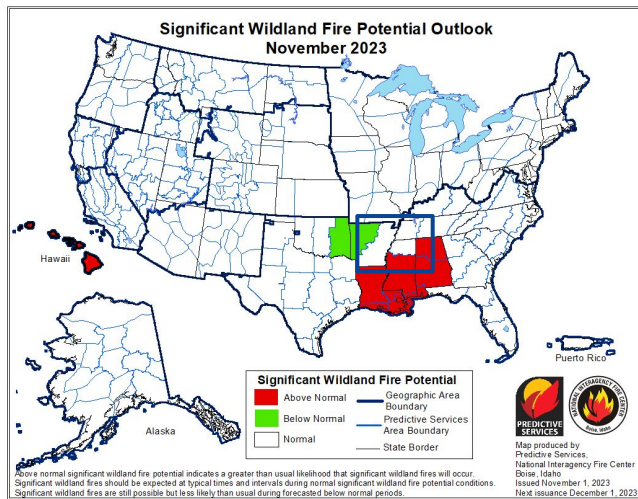 Significant Wildland Fire Potential Outlook
November 2023
Hawaii
Alaska
Puerto Rico
Significant Wildland Fire Potential
Above Normal
Below Normal
Normal
Geographic Area
Boundary
Predictive Services
Area Boundary
State Border
PREDICTIVE
SERVICES
NATIONAL INTERAGENCY FIRE CENTER
Boise, Idaho
Map produced by
Predictive Services,
National Interagency Fire Center
Boise, Idaho
Issued November 1, 2023
Next issuance December 1, 2023
Above normal significant wildland fire potential indicates a greater than usual likelihood that significant wildland fires will occur.
Significant wildland fires should be expected at typical times and intervals during normal significant wildland fire potential conditions.
Significant wildland fires are still possible but less likely than usual during forecasted below normal periods.